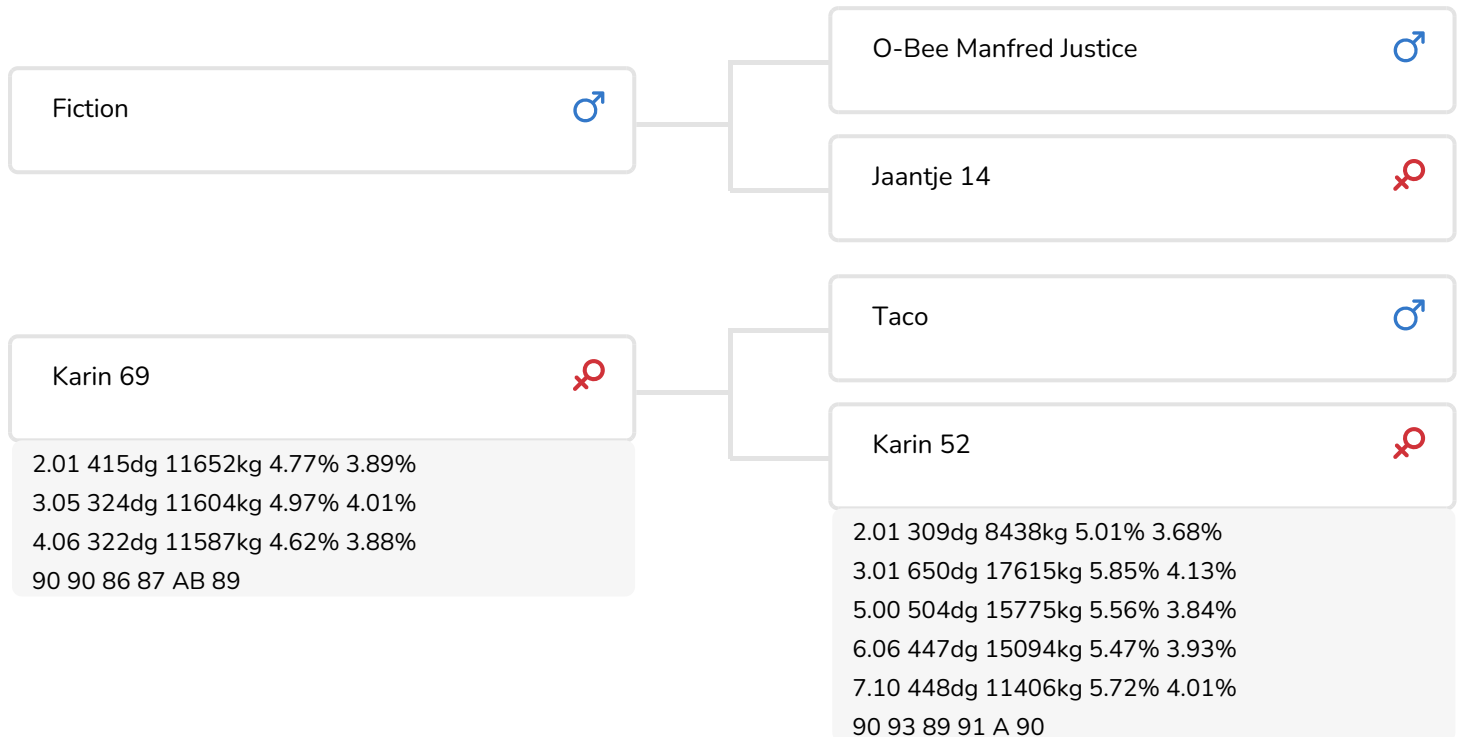 Fiction
O-Bee Manfred Justice
Jaantje 14
Karin 69
2.01 415dg 11652kg 4.77% 3.89%
3.05 324dg 11604kg 4.97% 4.01%
4.06 322dg 11587kg 4.62% 3.88%
90 90 86 87 AB 89
Taco
Karin 52
2.01 309dg 8438kg 5.01% 3.68%
3.01 650dg 17615kg 5.85% 4.13%
5.00 504dg 15775kg 5.56% 3.84%
6.06 447dg 15094kg 5.47% 3.93%
7.10 448dg 11406kg 5.72% 4.01%
90 93 89 91 A 90